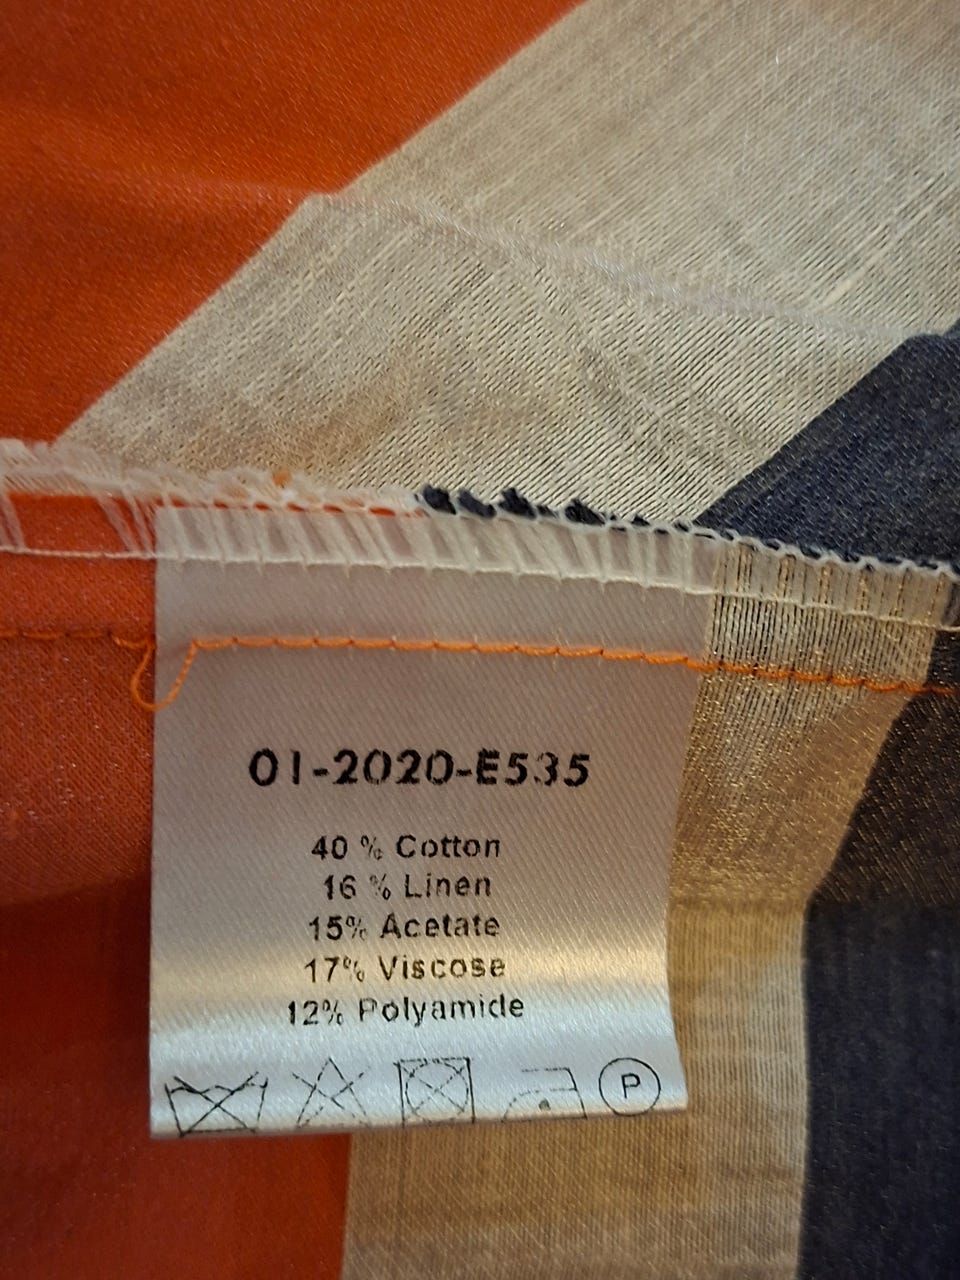 01-2020-E535
40 % Cotton
16 % Linen
15% Acetate
17% Viscose
12% Polyamide
P